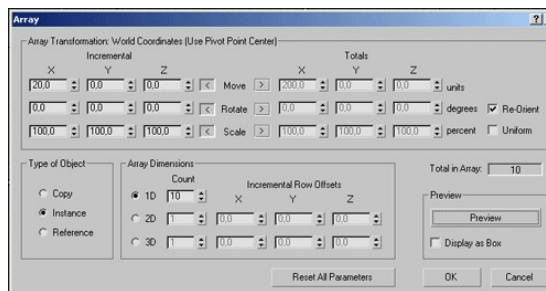 Array
? X
Array Transformation: World Coordinates (Use Pivot Point Center)
Incremental Totals
X Y Z X Y Z
20,0 0,0 0,0 < Move > 200,0 0,0 0,0 units
0,0 0,0 0,0 < Rotate > 0,0 0,0 0,0 degrees Re-Orient
100,0 100,0 100,0 < Scale > 100,0 100,0 100,0 percent Uniform
Type of Object
Copy
Instance
Reference
Array Dimensions
Count
Incremental Row Offsets
1D 10 X Y Z
2D 1 0,0 0,0 0,0
3D 1 0,0 0,0 0,0
Total in Array: 10
Preview
Preview
Display as Box
Reset All Parameters OK Cancel